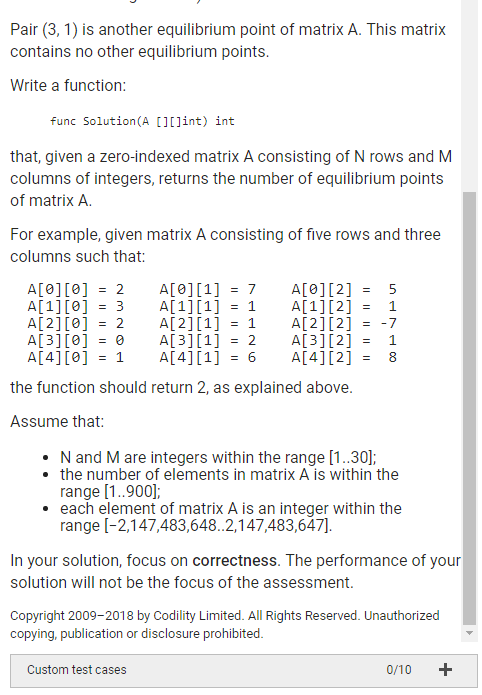 Pair (3, 1) is another equilibrium point of matrix A. This matrix
contains no other equilibrium points.
Write a function:
func Solution(A [][]int) int
that, given a zero-indexed matrix A consisting of N rows and M
columns of integers, returns the number of equilibrium points
of matrix A.
For example, given matrix A consisting of five rows and three
columns such that:
A[0][0] = 2 A[0][1] = 7 A[0][2] = 5
A[1][0] = 3 A[1][1] = 1 A[1][2] = 1
A[2][0] = 2 A[2][1] = 1 A[2][2] = -7
A[3][0] = 0 A[3][1] = 2 A[3][2] = 1
A[4][0] = 1 A[4][1] = 6 A[4][2] = 8
the function should return 2, as explained above.
Assume that:
• N and M are integers within the range [1..30];
• the number of elements in matrix A is within the
range [1..900];
• each element of matrix A is an integer within the
range [−2,147,483,648..2,147,483,647].
In your solution, focus on correctness. The performance of your
solution will not be the focus of the assessment.
Copyright 2009–2018 by Codility Limited. All Rights Reserved. Unauthorized
copying, publication or disclosure prohibited.
Custom test cases 0/10 +